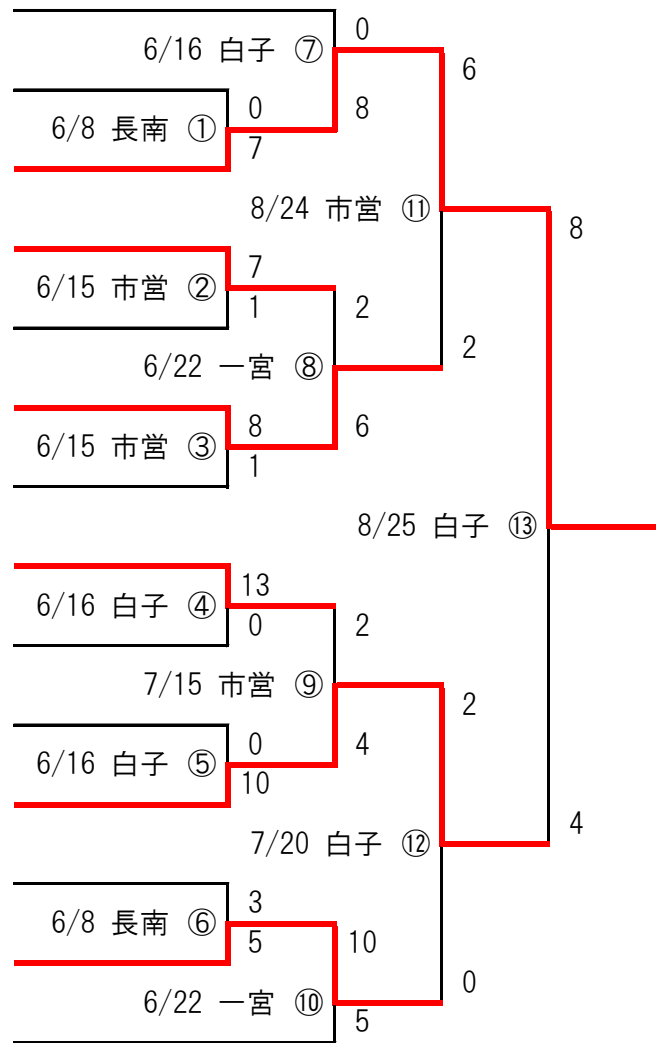 0
6/16 白子 ⑦
6
0
8
6/8 長南 ①
7
8/24 市営 ⑪
8
7
6/15 市営 ②
1
2
2
6/22 一宮 ⑧
8
6
6/15 市営 ③
1
8/25 白子 ⑬
13
6/16 白子 ④
0
2
7/15 市営 ⑨
2
0
4
6/16 白子 ⑤
10
4
7/20 白子 ⑫
3
6/8 長南 ⑥
5
10
0
6/22 一宮 ⑩
5